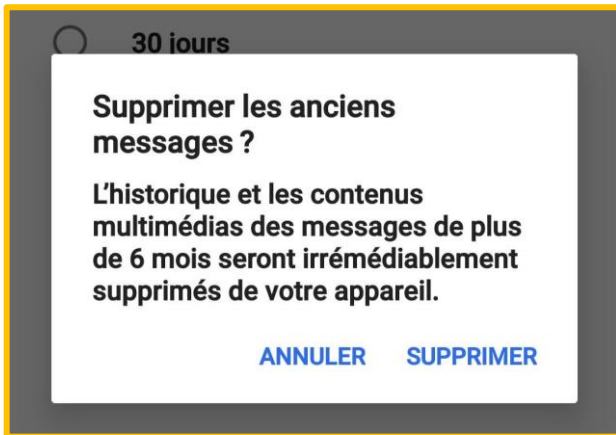 30 jours
Supprimer les anciens
messages ?
L'historique et les contenus
multimédias des messages de plus
de 6 mois seront irrémédiablement
supprimés de votre appareil.
ANNULER SUPPRIMER